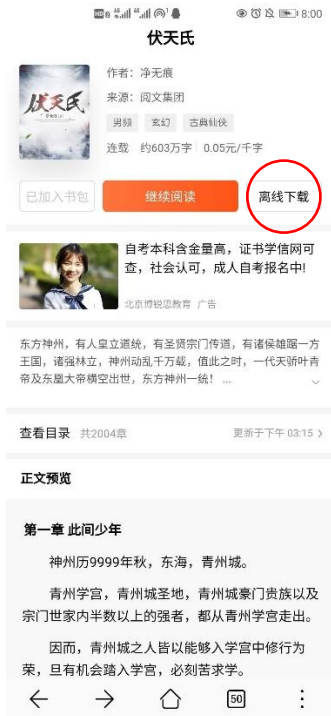 8:00
伏天氏
伏天氏
作者：净无痕
来源：阅文集团
男频 玄幻 古典仙侠
连载 约603万字 0.05元/千字
已加入书包 继续阅读 离线下载
自考本科含金量高，证书学信网可
查，社会认可，成人自考报名中!
北京博锐思教育 广告
东方神州，有人皇立道统，有圣贤宗门传道，有诸侯雄踞一方
王国，诸强林立，神州动乱千万载，值此之时，一代天骄叶青
帝及东凰大帝横空出世，东方神州一统！...
查看目录 共2004章 更新于下午 03:15
正文预览
第一章 此间少年
神州历9999年秋，东海，青州城。
青州学宫，青州城圣地，青州城豪门贵族以及
宗门世家内半数以上的强者，都从青州学宫走出。
因而，青州城之人皆以能够入学宫中修行为
荣，旦有机会踏入学宫，必刻苦求学。
50